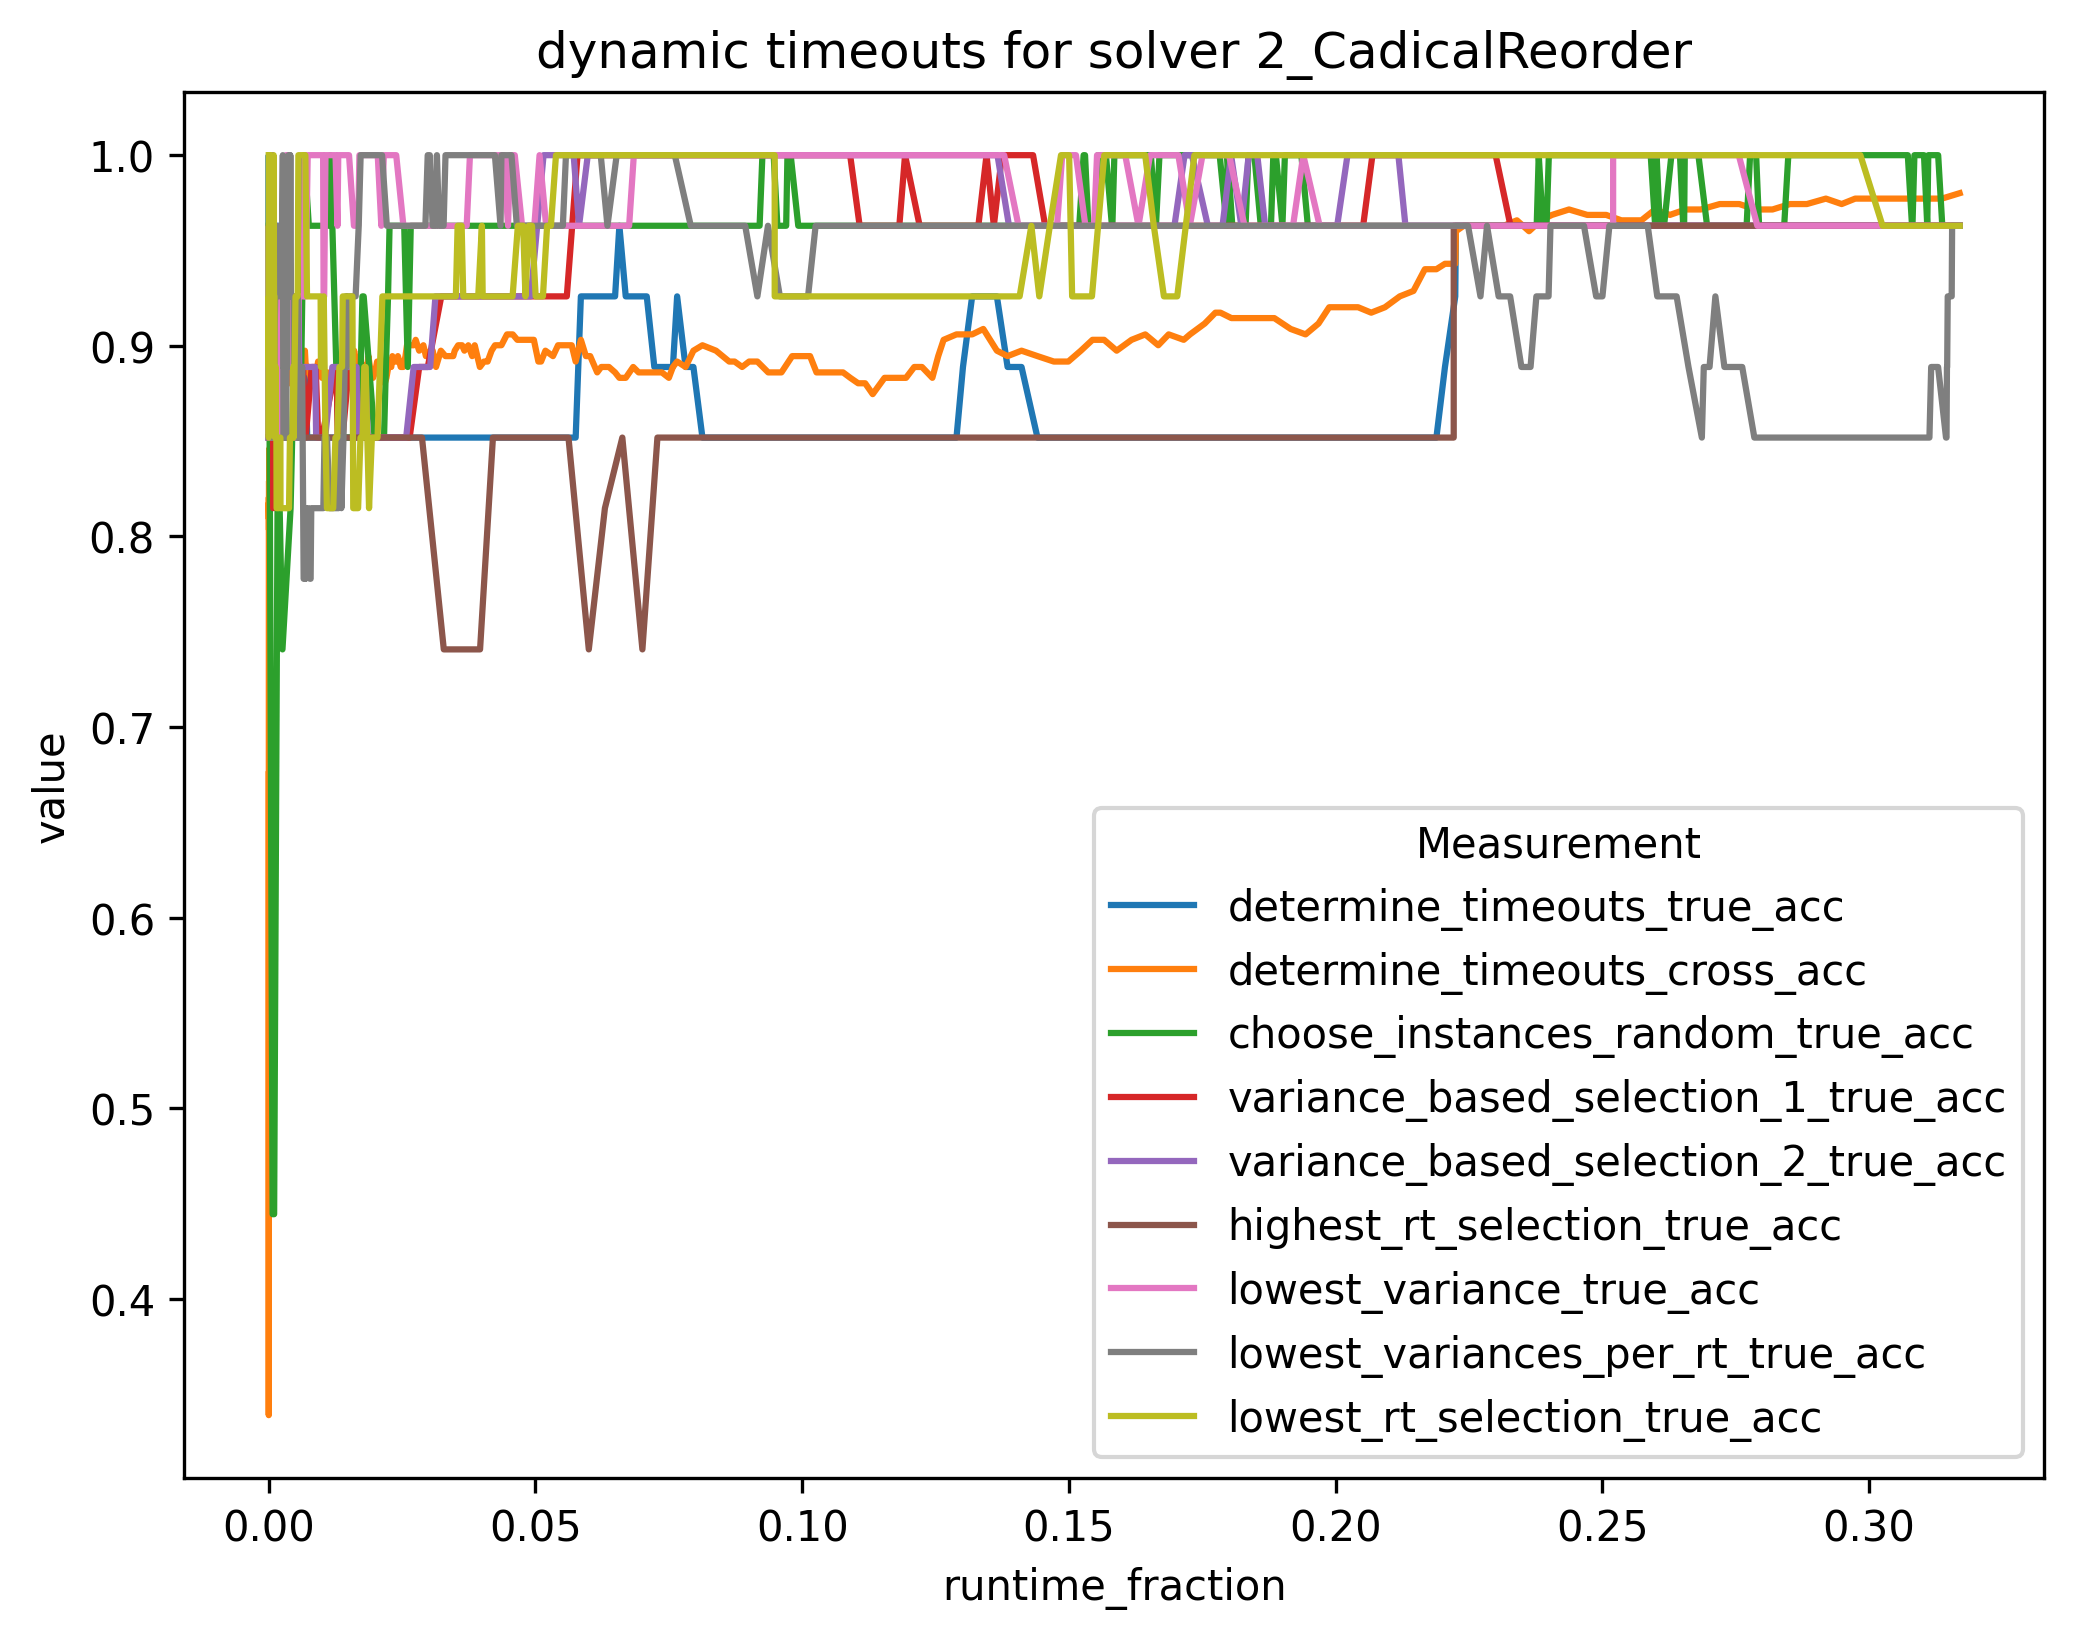 dynamic timeouts for solver 2_CadicalReorder
1.0
0.9
0.8
0.7
0.6
0.5
0.4
value
Measurement
determine_timeouts_true_acc
determine_timeouts_cross_acc
choose_instances_random_true_acc
variance_based_selection_1_true_acc
variance_based_selection_2_true_acc
highest_rt_selection_true_acc
lowest_variance_true_acc
lowest_variances_per_rt_true_acc
lowest_rt_selection_true_acc
0.00 0.05 0.10 0.15 0.20 0.25 0.30
runtime_fraction